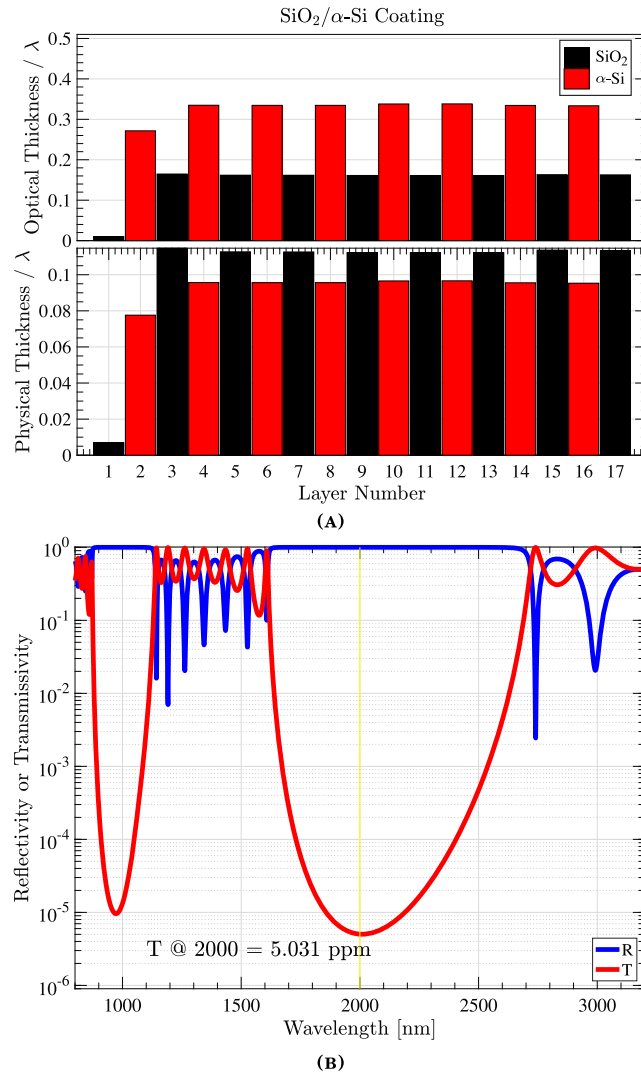 SiO₂/α-Si Coating
Optical Thickness / λ
0.5
0.4
0.3
0.2
0.1
0
SiO₂
α-Si
Physical Thickness / λ
0.1
0.08
0.06
0.04
0.02
0
1 2 3 4 5 6 7 8 9 10 11 12 13 14 15 16 17
Layer Number
(A)
Reflectivity or Transmissivity
10⁰
10⁻¹
10⁻²
10⁻³
10⁻⁴
10⁻⁵
10⁻⁶
T @ 2000 = 5.031 ppm
R
T
1000 1500 2000 2500 3000
Wavelength [nm]
(B)